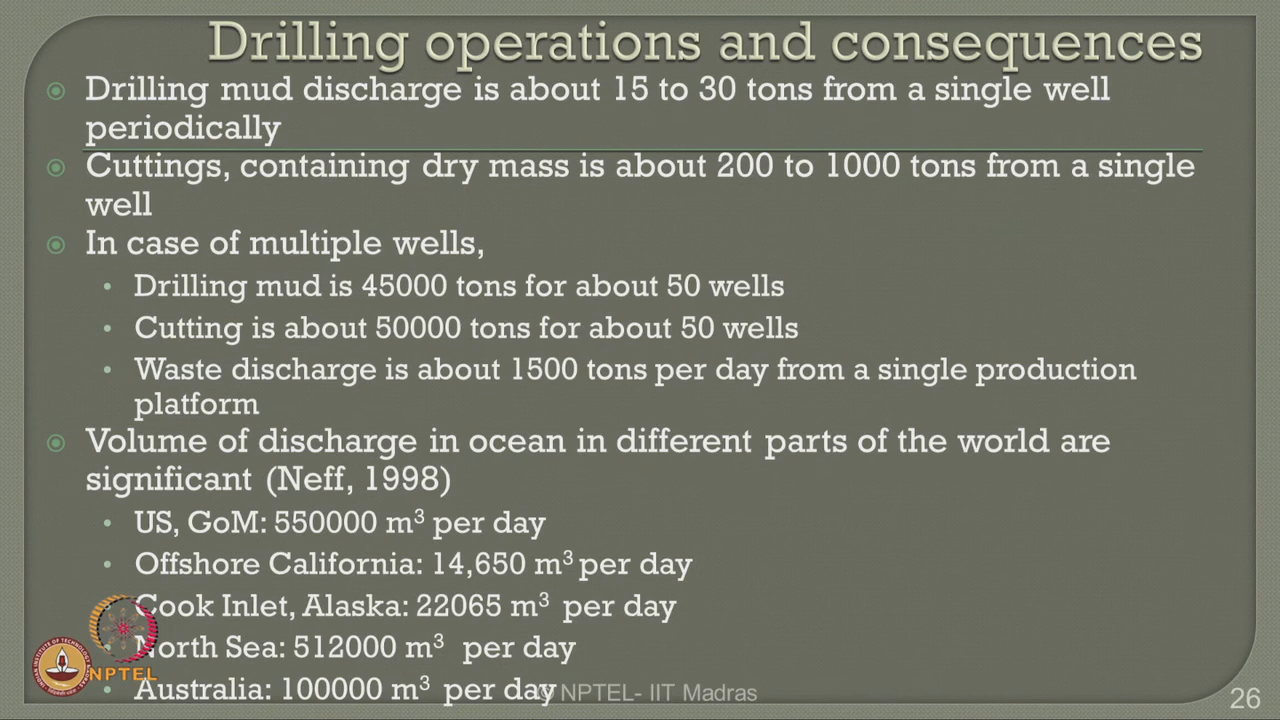 Drilling operations and consequences
Drilling mud discharge is about 15 to 30 tons from a single well
periodically
Cuttings, containing dry mass is about 200 to 1000 tons from a single
well
In case of multiple wells,
Drilling mud is 45000 tons for about 50 wells
Cutting is about 50000 tons for about 50 wells
Waste discharge is about 1500 tons per day from a single production
platform
Volume of discharge in ocean in different parts of the world are
significant (Neff, 1998)
US, GoM: 550000 m³ per day
Offshore California: 14,650 m³ per day
Cook Inlet, Alaska: 22065 m³ per day
North Sea: 512000 m³ per day
Australia: 100000 m³ per day
NPTEL
© NPTEL- IIT Madras
26